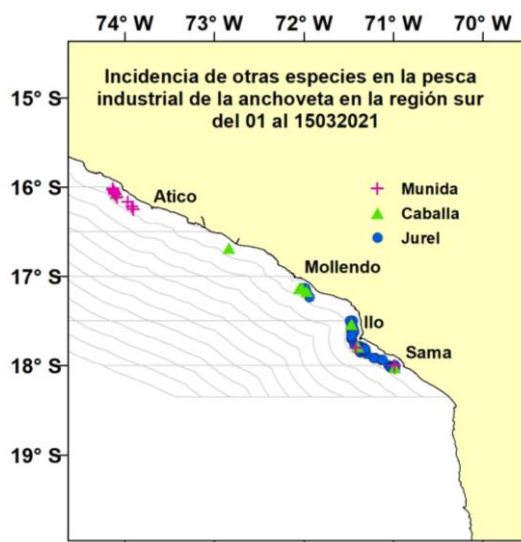 74° W 73° W 72° W 71° W 70° W
Incidencia de otras especies en la pesca
industrial de la anchoveta en la región sur
del 01 al 15032021
15° S
16° S
Atico
Munida
Caballa
Jurel
17° S
Mollendo
Ilo
18° S
Sama
19° S